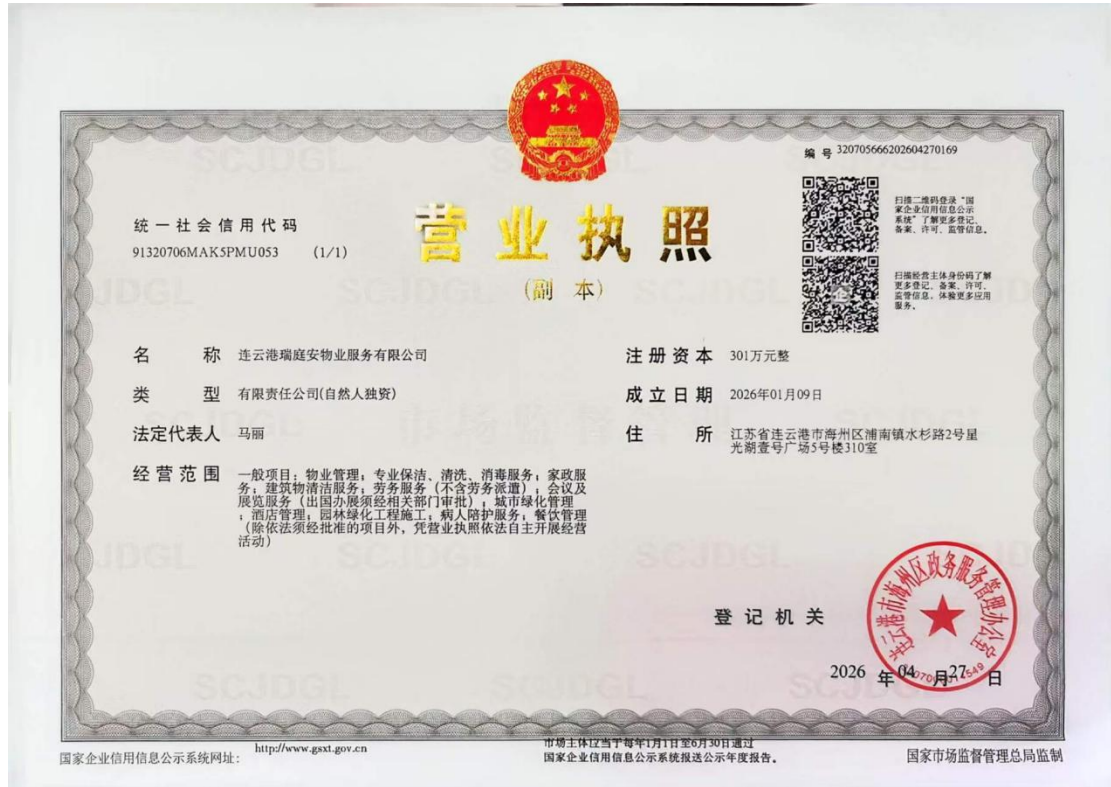 编 号 320705666202604270169
扫描二维码登录“国
家企业信用信息公示
系统”了解更多登记、
备案、许可、监管信息。
统一社会信用代码
91320706MAK5PMU053 (1/1)
营业执照
(副 本)
扫描经营主体身份码了解
更多登记、备案、许可、
监管信息，体验更多应用
服务。
名 称 连云港瑞庭安物业服务有限公司
注册资本 301万元整
类 型 有限责任公司(自然人独资)
成立日期 2026年01月09日
法定代表人 马丽
住 所 江苏省连云港市海州区浦南镇水杉路2号星
光湖壹号广场5号楼310室
经营范围 一般项目：物业管理；专业保洁、清洗、消毒服务；家政服
务；建筑物清洁服务；劳务服务（不含劳务派遣）；会议及
展览服务（出国办展须经相关部门审批）；城市绿化管理
；酒店管理；园林绿化工程施工；病人陪护服务；餐饮管理
（除依法须经批准的项目外，凭营业执照依法自主开展经营
活动）
SCJDGL
市场监督管理
登记机关
连云港市海州区政务服务管理办公室
2026 年 04 月 27 日
国家企业信用信息公示系统网址： http://www.gsxt.gov.cn
市场主体应当于每年1月1日至6月30日通过
国家企业信用信息公示系统报送公示年度报告。
国家市场监督管理总局监制